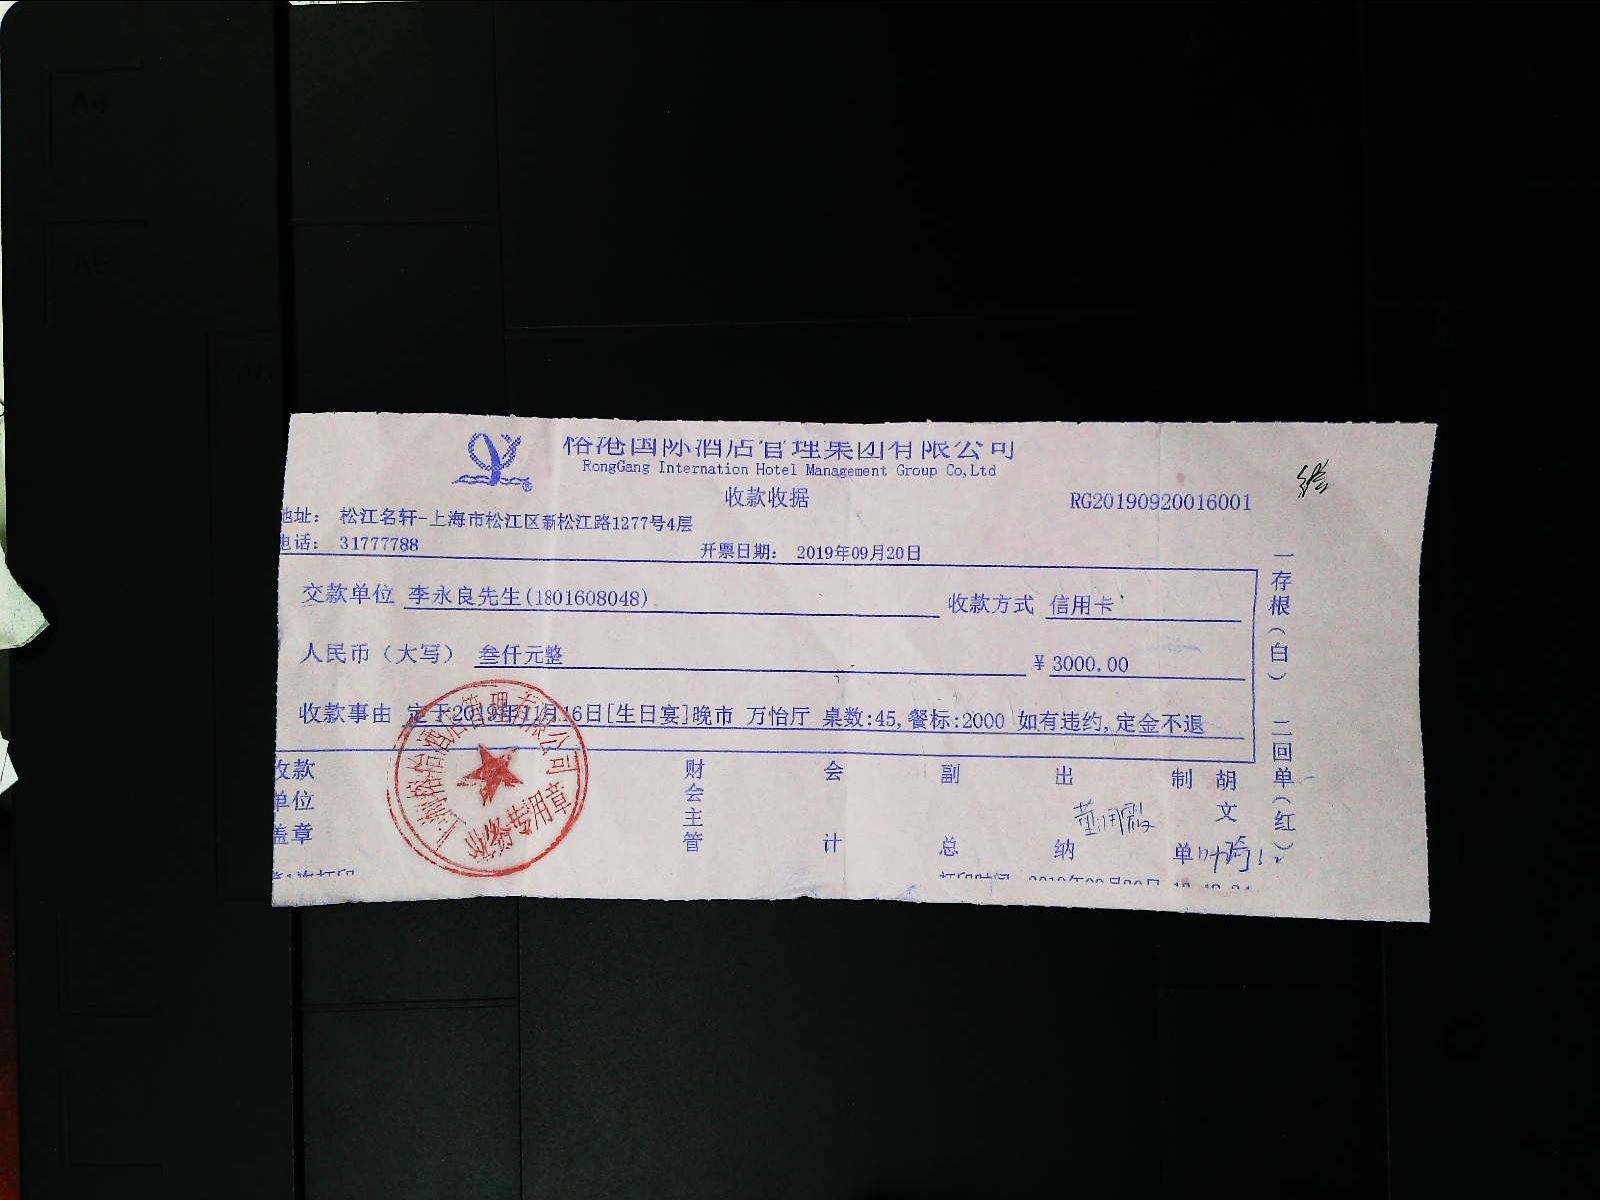 裕港国际酒店管理集团有限公司
RongGang Internation Hotel Management Group Co,Ltd
收款收据
RG20190920016001
地址： 松江名轩-上海市松江区新松江路1277号4层
电话： 31777788
开票日期： 2019年09月20日
交款单位 李永良先生(1801608048) 收款方式 信用卡
人民币（大写） 叁仟元整 ¥3000.00
收款事由 定于2019年11月16日[生日宴]晚市 万怡厅 桌数:45,餐标:2000 如有违约,定金不退
收款单位盖章
财会主管
会计
副总
出纳
制单
胡文
业务专用章
一存根（白） 二回单（红）